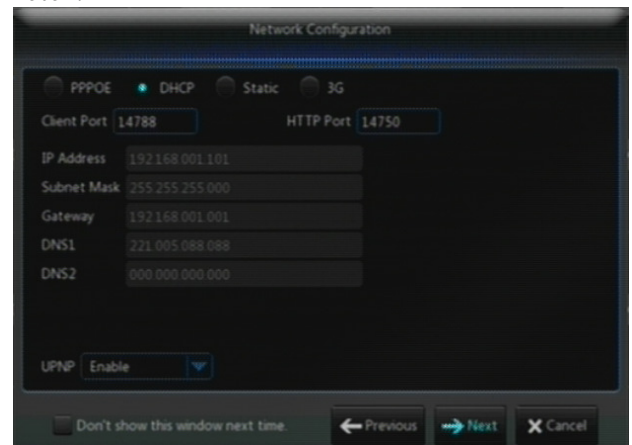 Network Configuration
PPPOE DHCP Static 3G
Client Port 14788 HTTP Port 14750
IP Address 192.168.001.101
Subnet Mask 255.255.255.000
Gateway 192.168.001.001
DNS1 221.005.088.088
DNS2 000.000.000.000
UPNP Enable
Don't show this window next time.
Previous Next Cancel